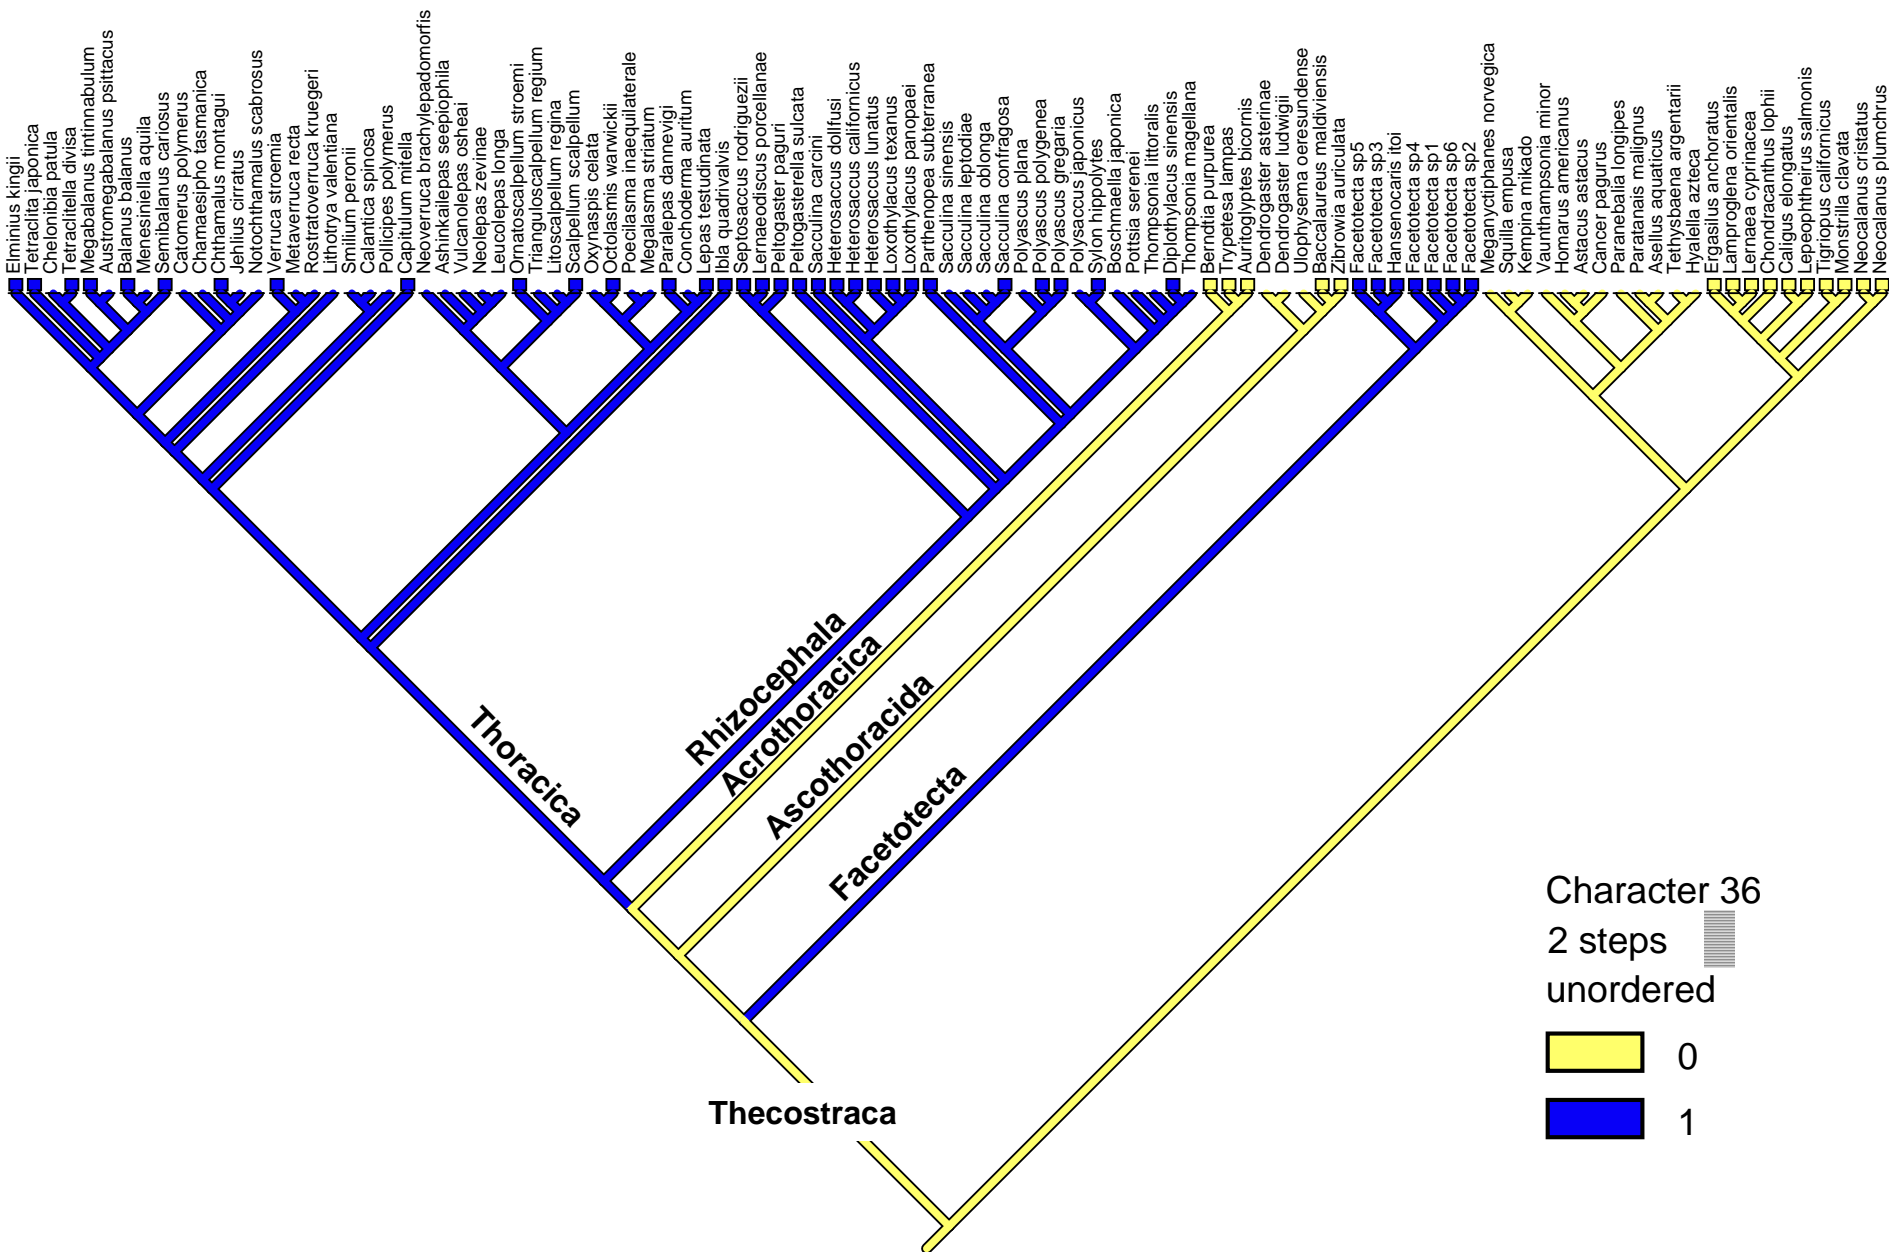 Elminius kingii
Tetraclita japonica
Chelonibia patula
Tetraclitella divisa
Megabalanus tintinnabulum
Austromegabalanus psittacus
Balanus balanus
Menesiniella aquila
Semibalanus cariosus
Catomerus polymerus
Chamaesipho tasmanica
Chthamalus montagui
Jehlius cirratus
Notochthamalus scabrosus
Verruca stroemia
Metaverruca recta
Rostratoverruca kruegeri
Lithotrya valentiana
Smilium peronii
Calantica spinosa
Pollicipes polymerus
Capitulum mitella
Neoverruca brachylepadomorfis
Ashinkailepas seepiophila
Vulcanolepas osheai
Neolepas zevinae
Leucolepas longa
Ornatoscalpellum stroemi
Trianguloscalpellum regium
Litoscalpellum regina
Scalpellum scalpellum
Oxynaspis celata
Octolasmis warwickii
Poecilasma inaequilaterale
Megalasma striatum
Paralepas dannevigi
Conchoderma auritum
Lepas testudinata
Ibla quadrivalvis
Septosaccus rodriguezii
Lernaeodiscus porcellanae
Peltogaster paguri
Peltogasterella sulcata
Sacculina carcini
Heterosaccus dollfusi
Heterosaccus californicus
Heterosaccus lunatus
Loxothylacus texanus
Loxothylacus panopaei
Parthenopea subterranea
Sacculina sinensis
Sacculina leptodiae
Sacculina oblonga
Sacculina confragosa
Polyascus plana
Polyascus polygenea
Polyascus gregaria
Polysaccus japonicus
Sylon hippolytes
Boschmaella japonica
Pottsia serenei
Thompsonia littoralis
Diplothylacus sinensis
Thompsonia magellana
Berndtia purpurea
Trypetesa lampas
Auritoglyptes bicornis
Dendrogaster asterinae
Dendrogaster ludwigii
Ulophysema oeresundense
Baccalaureus maldiviensis
Zibrowia auriculata
Facetotecta sp5
Facetotecta sp3
Hansenocaris itoi
Facetotecta sp4
Facetotecta sp1
Facetotecta sp6
Facetotecta sp2
Meganyctiphanes norvegica
Squilla empusa
Kempina mikado
Vaunthampsonia minor
Homarus americanus
Astacus astacus
Cancer pagurus
Paranebalia longipes
Paratanais malignus
Asellus aquaticus
Tethysbaena argentarii
Hyalella azteca
Ergasilus anchoratus
Lamproglena orientalis
Lernaea cyprinacea
Chondracanthus lophii
Caligus elongatus
Lepeophtheirus salmonis
Tigriopus californicus
Monstrilla clavata
Neocalanus cristatus
Neocalanus plumchrus
Thoracica
Rhizocephala
Acrothoracica
Ascothoracida
Facetotecta
Thecostraca
Character 36
2 steps
unordered
0
1